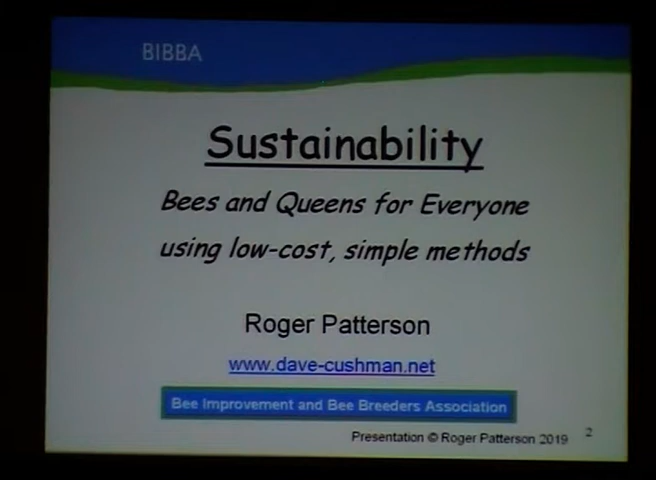 BIBBA
Sustainability
Bees and Queens for Everyone
using low-cost, simple methods
Roger Patterson
www.dave-cushman.net
Bee Improvement and Bee Breeders Association
Presentation © Roger Patterson 2019
2